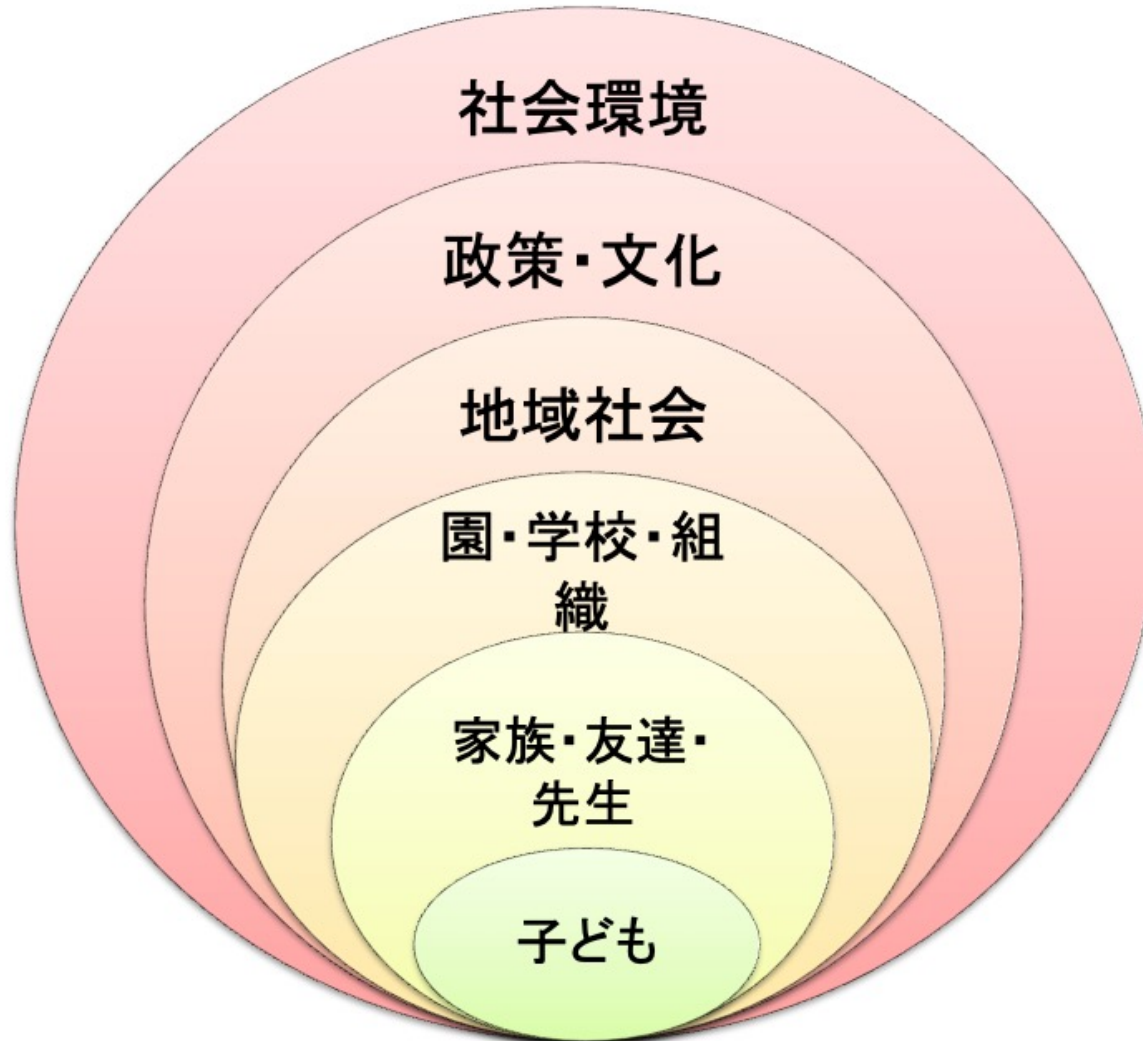 社会環境
政策・文化
地域社会
園・学校・組
織
家族・友達・
先生
子ども